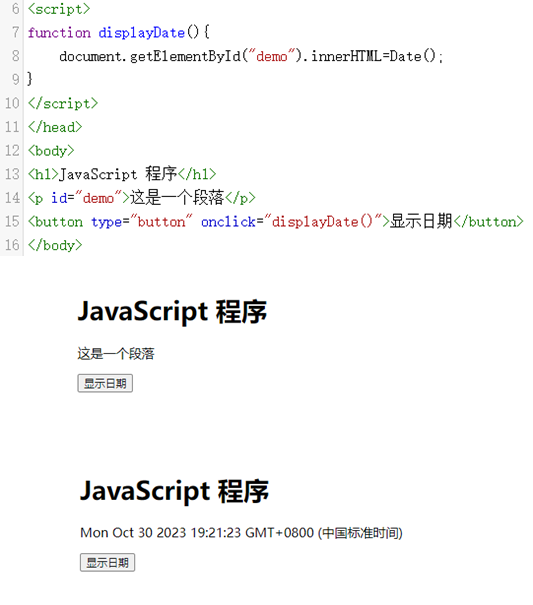 6 <script>
7 function displayDate(){
8     document.getElementById("demo").innerHTML=Date();
9 }
10 </script>
11 </head>
12 <body>
13 <h1>JavaScript 程序</h1>
14 <p id="demo">这是一个段落</p>
15 <button type="button" onclick="displayDate()">显示日期</button>
16 </body>
JavaScript 程序
这是一个段落
显示日期
JavaScript 程序
Mon Oct 30 2023 19:21:23 GMT+0800 (中国标准时间)
显示日期